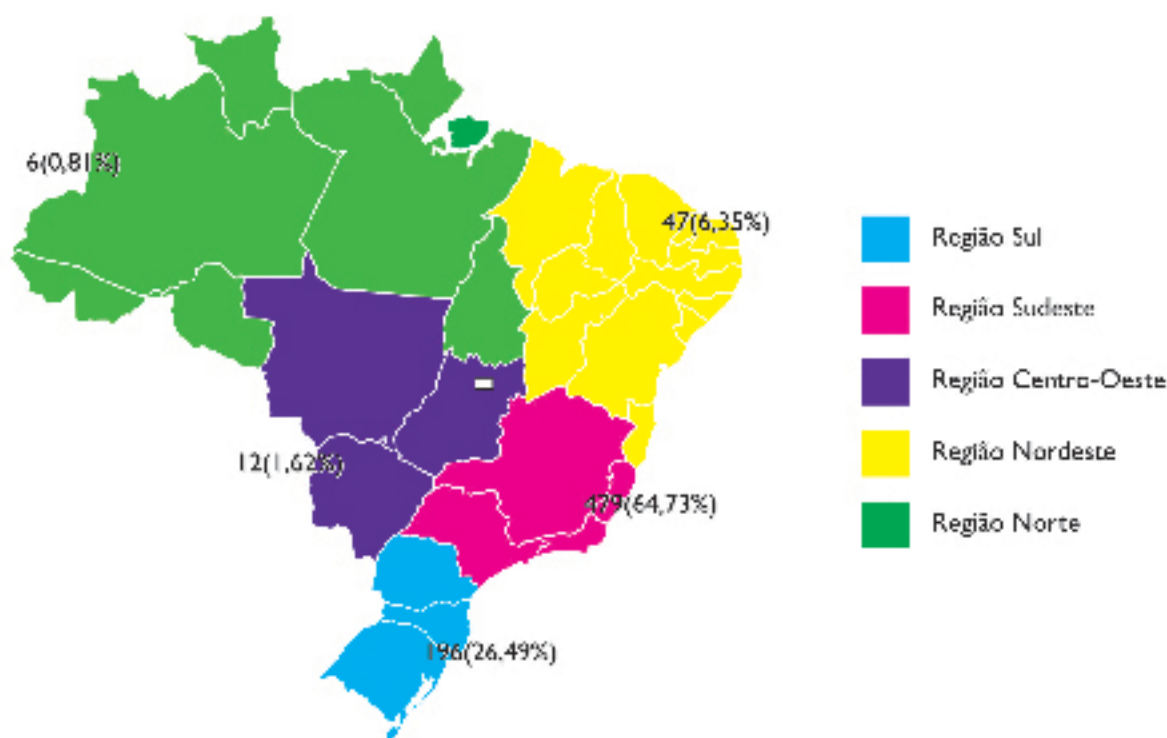 6(0,81%)
47(6,35%)
12(1,62%)
479(64,73%)
196(26,49%)
Região Sul
Região Sudeste
Região Centro-Oeste
Região Nordeste
Região Norte